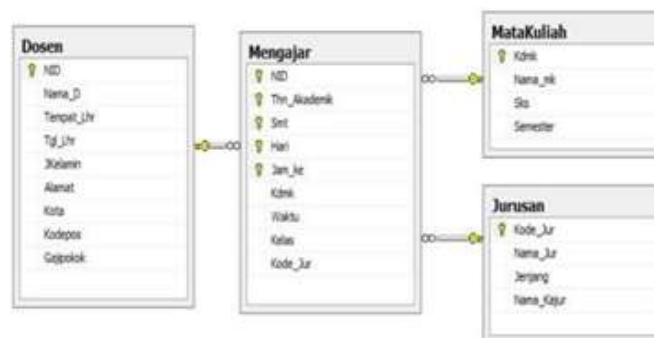 Dosen
NID
Nama_D
Tempat_Lhr
Tgl_Lhr
JKelamin
Alamat
Kota
Kodepos
Gajipokok
Mengajar
NID
Thn_Akademik
Smt
Hari
Jam_ke
Kdmk
Waktu
Kelas
Kode_Jur
MataKuliah
Kdmk
Nama_mk
Sks
Semester
Jurusan
Kode_Jur
Nama_Jur
Jenjang
Nama_Kajur